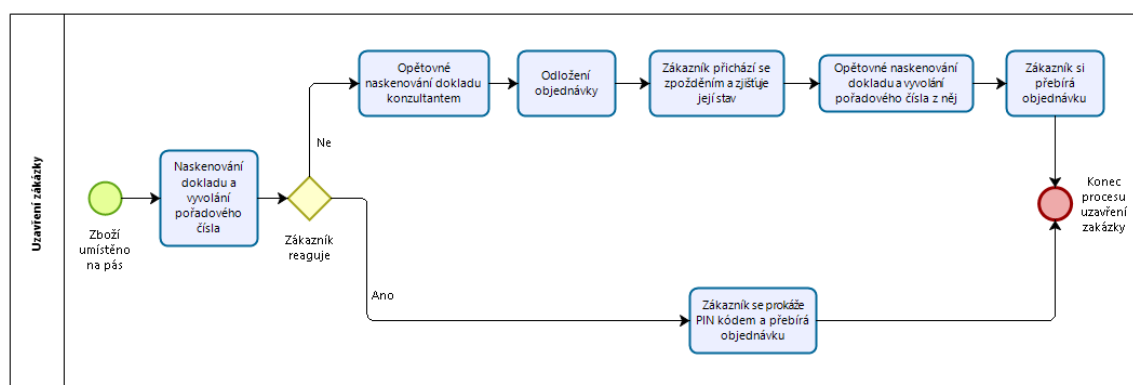 Uzavření zákázky
Zboží
umístěno
na pás
Naskenování
dokladu a
vyvolání
pořadového
čísla
Zákazník
reaguje
Ne
Opětovné
naskenování dokladu
konzultantem
Odložení
objednávky
Zákazník přichází se
zpožděním a zjišťuje
její stav
Opětovné naskenování
dokladu a vyvolání
pořadového čísla z něj
Zákazník si
přebírá
objednávku
Ano
Zákazník se prokáže
PIN kódem a přebírá
objednávku
Konec
procesu
uzavření
zakázky